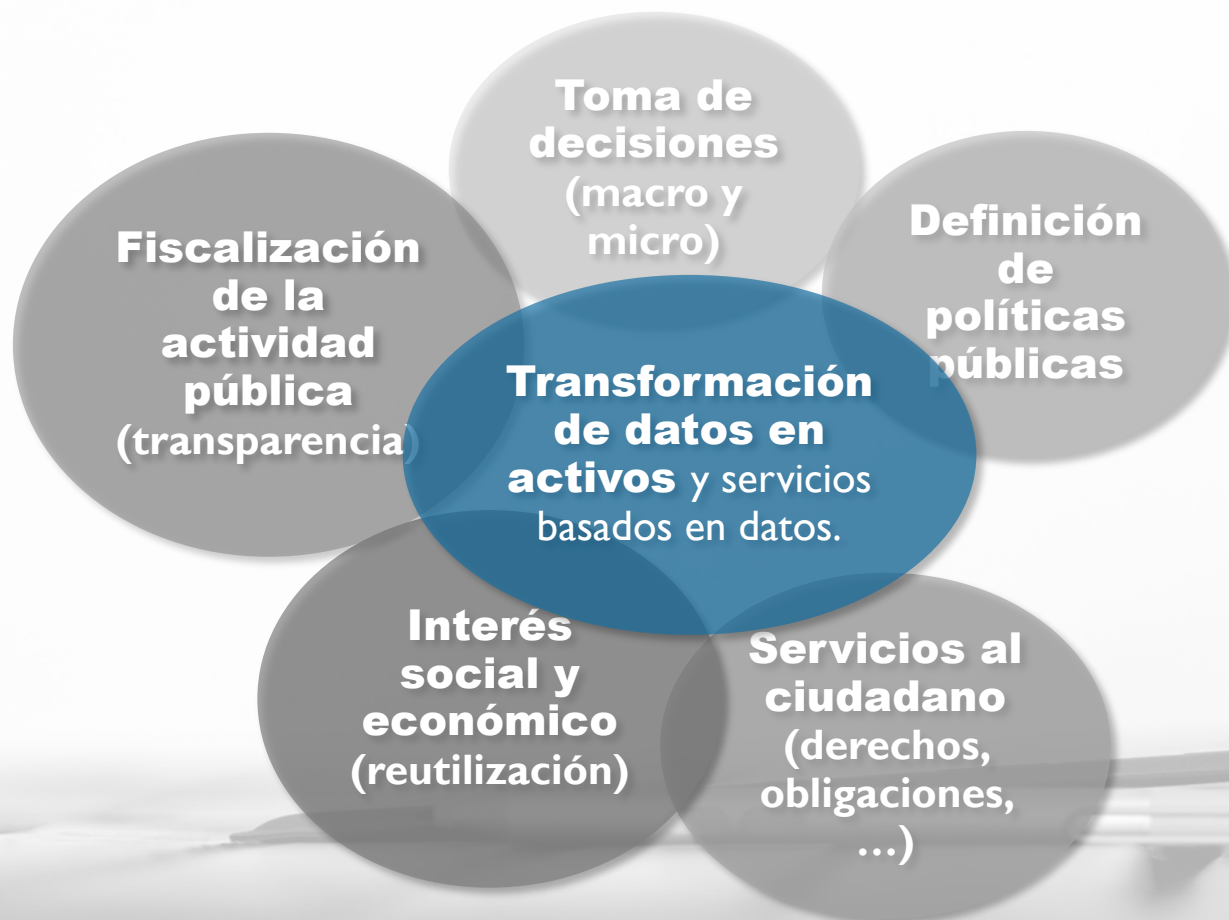 Toma de
decisiones
(macro y
micro)
Fiscalización
de la
actividad
pública
(transparencia)
Definición
de
políticas
públicas
Transformación
de datos en
activos y servicios
basados en datos.
Interés
social y
económico
(reutilización)
Servicios al
ciudadano
(derechos,
obligaciones,
…)